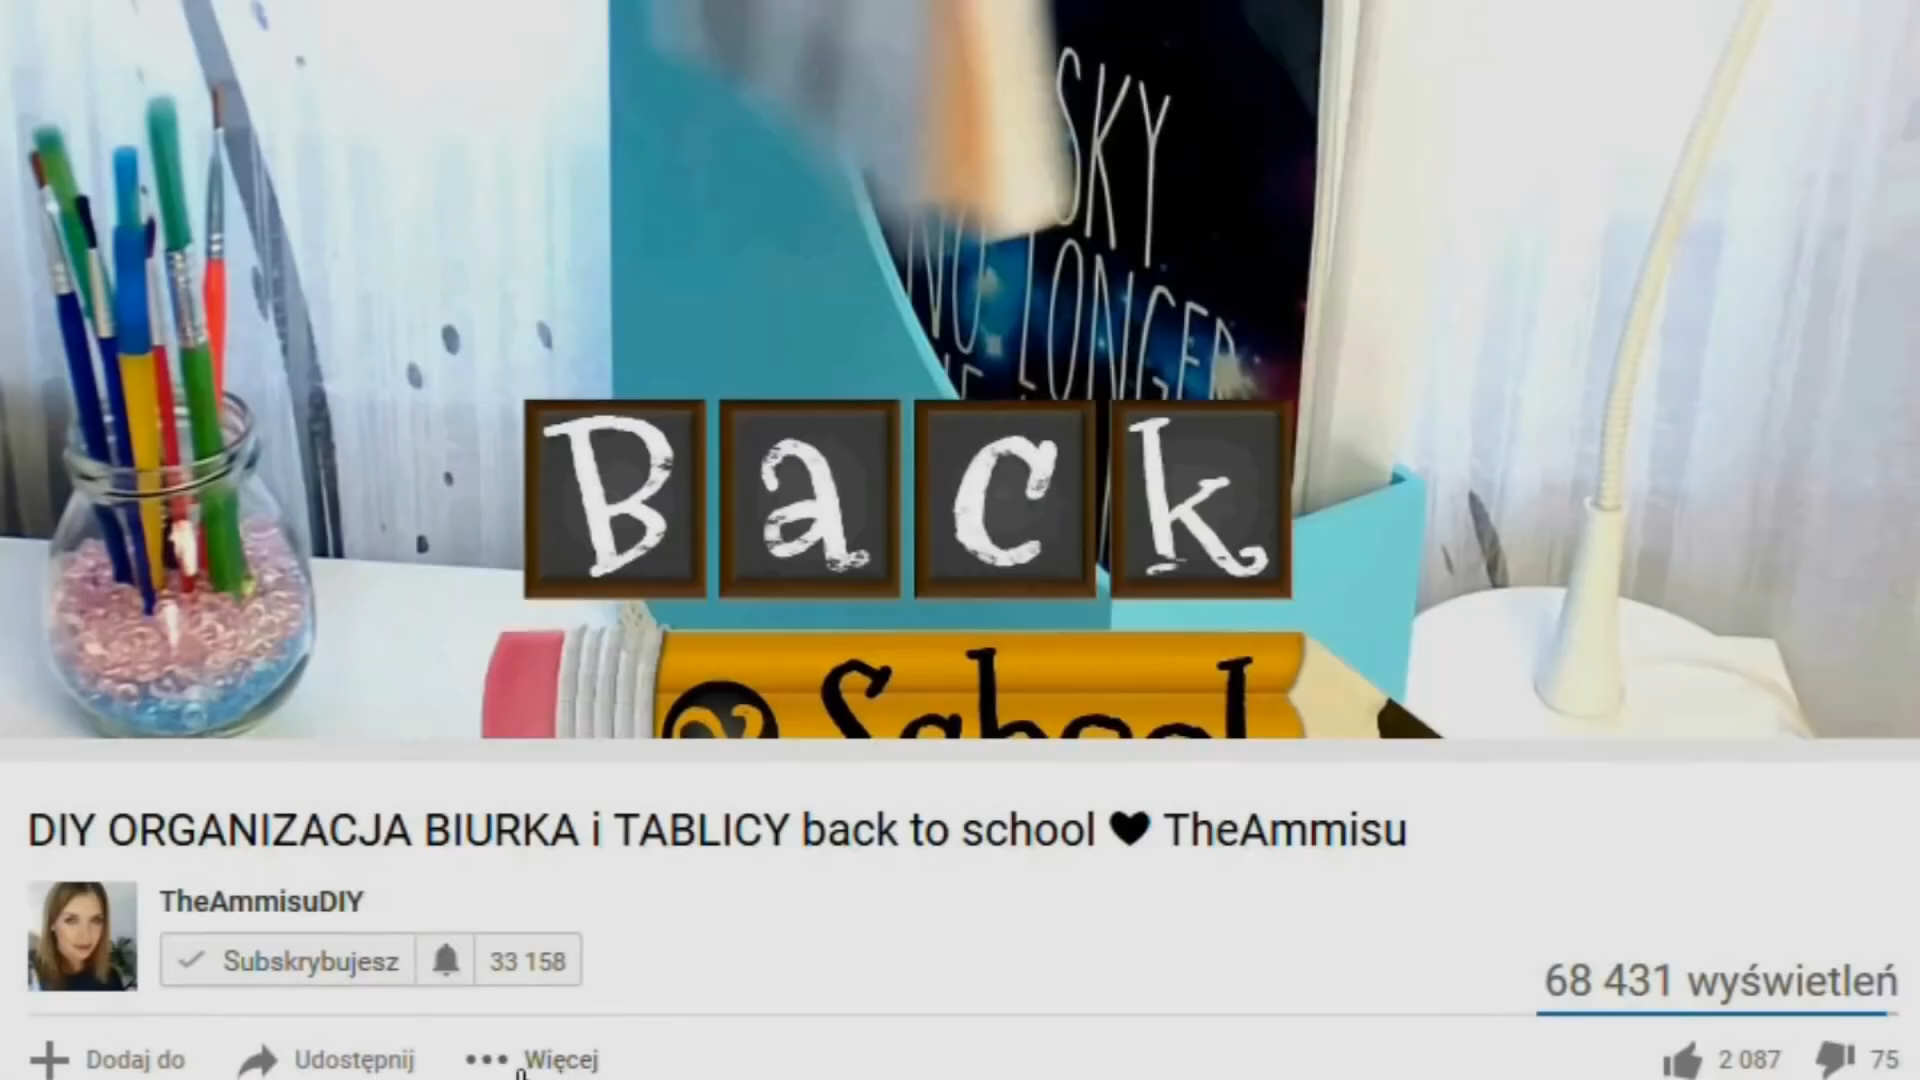 SKY
NO LONGER
Back
School
DIY ORGANIZACJA BIURKA i TABLICY back to school ♥ TheAmmisu
TheAmmisuDIY
Subskrybujesz 33 158
68 431 wyświetleń
Dodaj do Udostępnij ••• Więcej 2 087 75